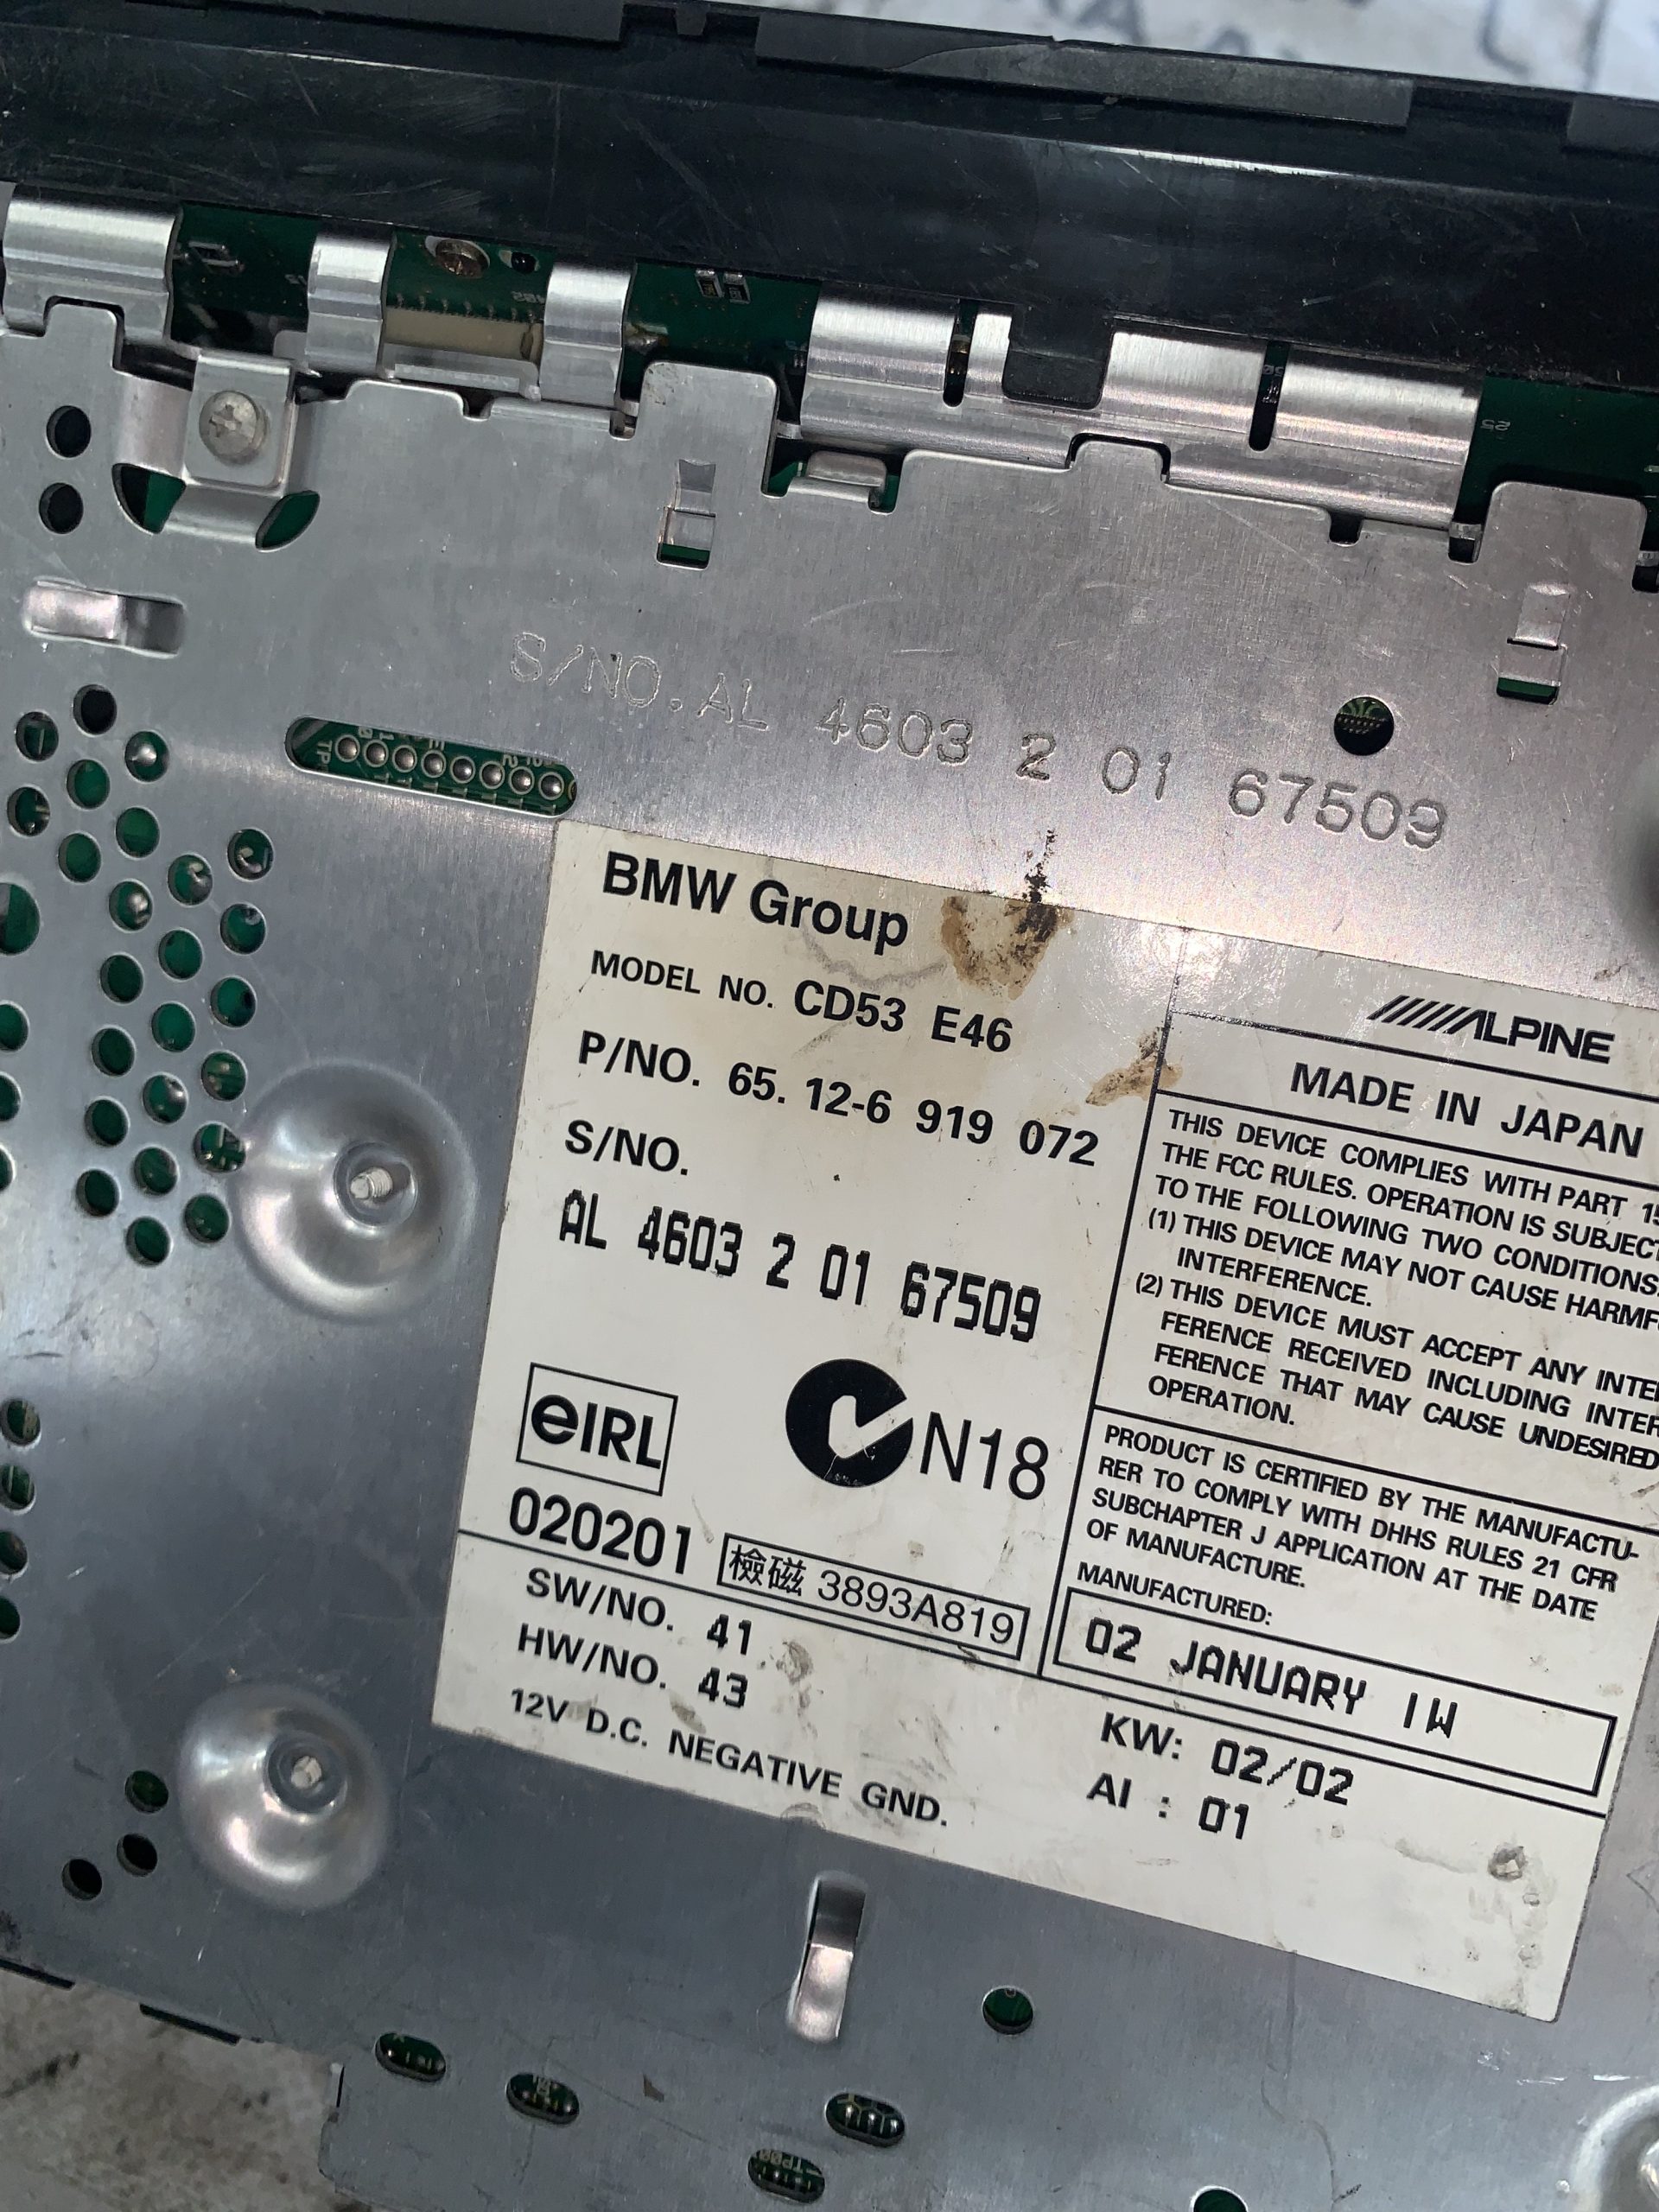 S/NO. AL 4603 2 01 67509
BMW Group
MODEL NO. CD53 E46
P/NO. 65. 12-6 919 072
S/NO.
AL 4603 2 01 67509
eIRL
N18
020201
檢磁 3893A819
SW/NO. 41
HW/NO. 43
12V D.C. NEGATIVE GND.
ALPINE
MADE IN JAPAN
THIS DEVICE COMPLIES WITH PART 15
THE FCC RULES. OPERATION IS SUBJECT
TO THE FOLLOWING TWO CONDITIONS.
(1) THIS DEVICE MAY NOT CAUSE HARMF
INTERFERENCE.
(2) THIS DEVICE MUST ACCEPT ANY INTE
FERENCE RECEIVED INCLUDING INTER
FERENCE THAT MAY CAUSE UNDESIRED
OPERATION.
PRODUCT IS CERTIFIED BY THE MANUFACTU-
RER TO COMPLY WITH DHHS RULES 21 CFR
SUBCHAPTER J APPLICATION AT THE DATE
OF MANUFACTURE.
MANUFACTURED:
02 JANUARY 1W
KW: 02/02
AI : 01